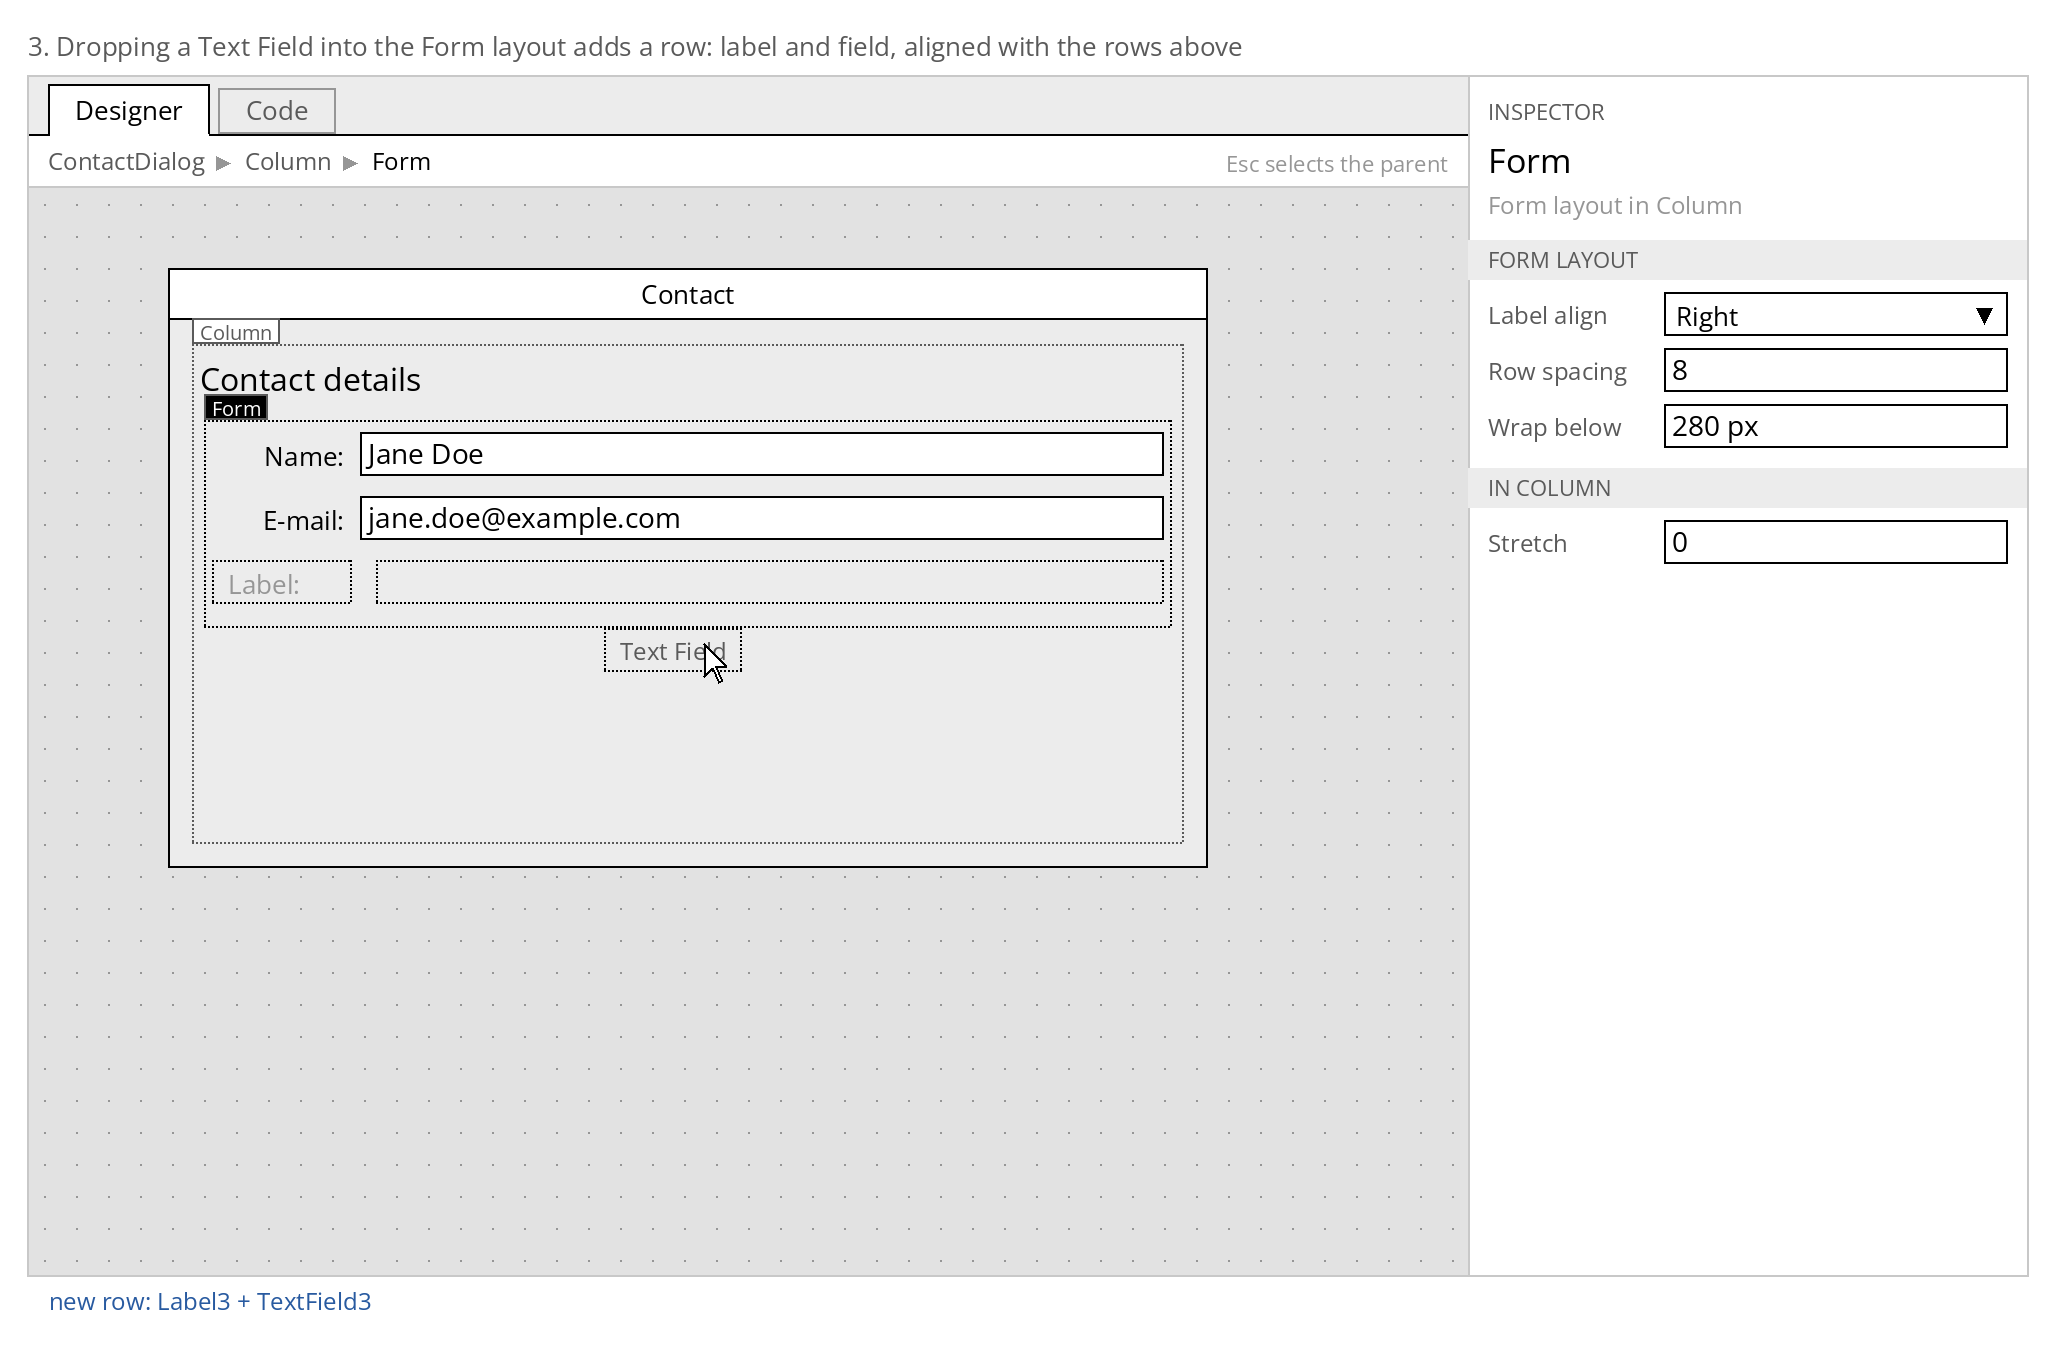 3. Dropping a Text Field into the Form layout adds a row: label and field, aligned with the rows above
Designer
Code
ContactDialog ▶ Column ▶ Form
Esc selects the parent
Contact
Column
Contact details
Form
Name:
Jane Doe
E-mail:
jane.doe@example.com
Label:
Text Field
INSPECTOR
Form
Form layout in Column
FORM LAYOUT
Label align
Right
Row spacing
8
Wrap below
280 px
IN COLUMN
Stretch
0
new row: Label3 + TextField3